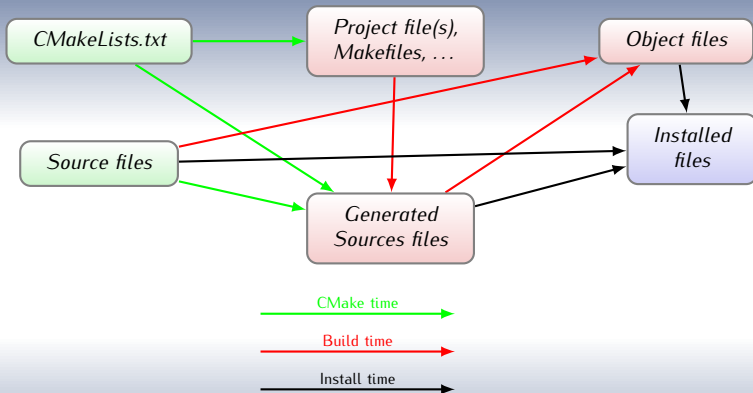 CMakeLists.txt
Project file(s),
Makefiles, ...
Object files
Source files
Installed
files
Generated
Sources files
CMake time
Build time
Install time